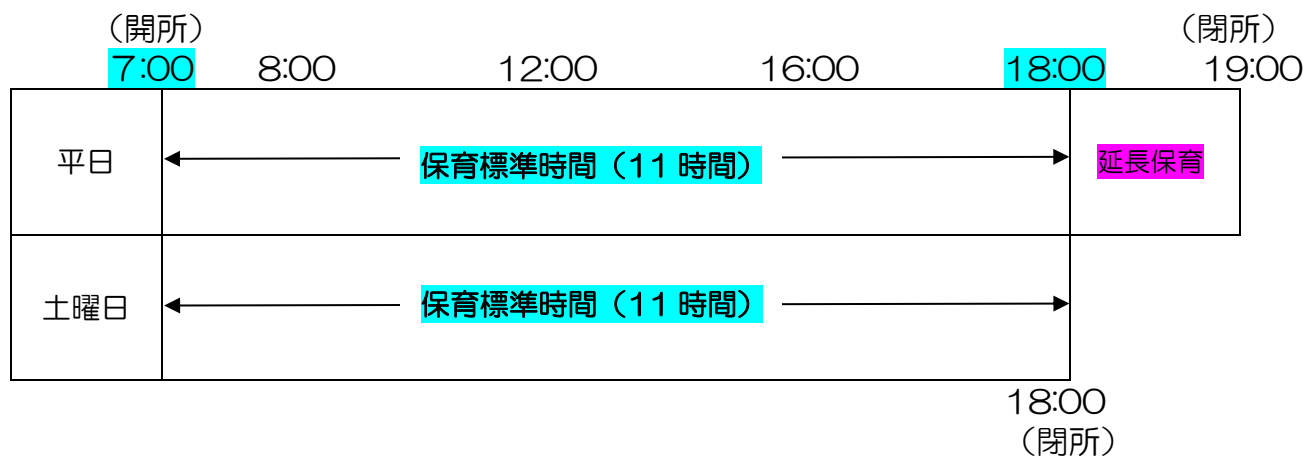 （開所） （閉所）
7:00 8:00 12:00 16:00 18:00 19:00
平日 保育標準時間（11 時間） 延長保育
土曜日 保育標準時間（11 時間）
18:00
（閉所）